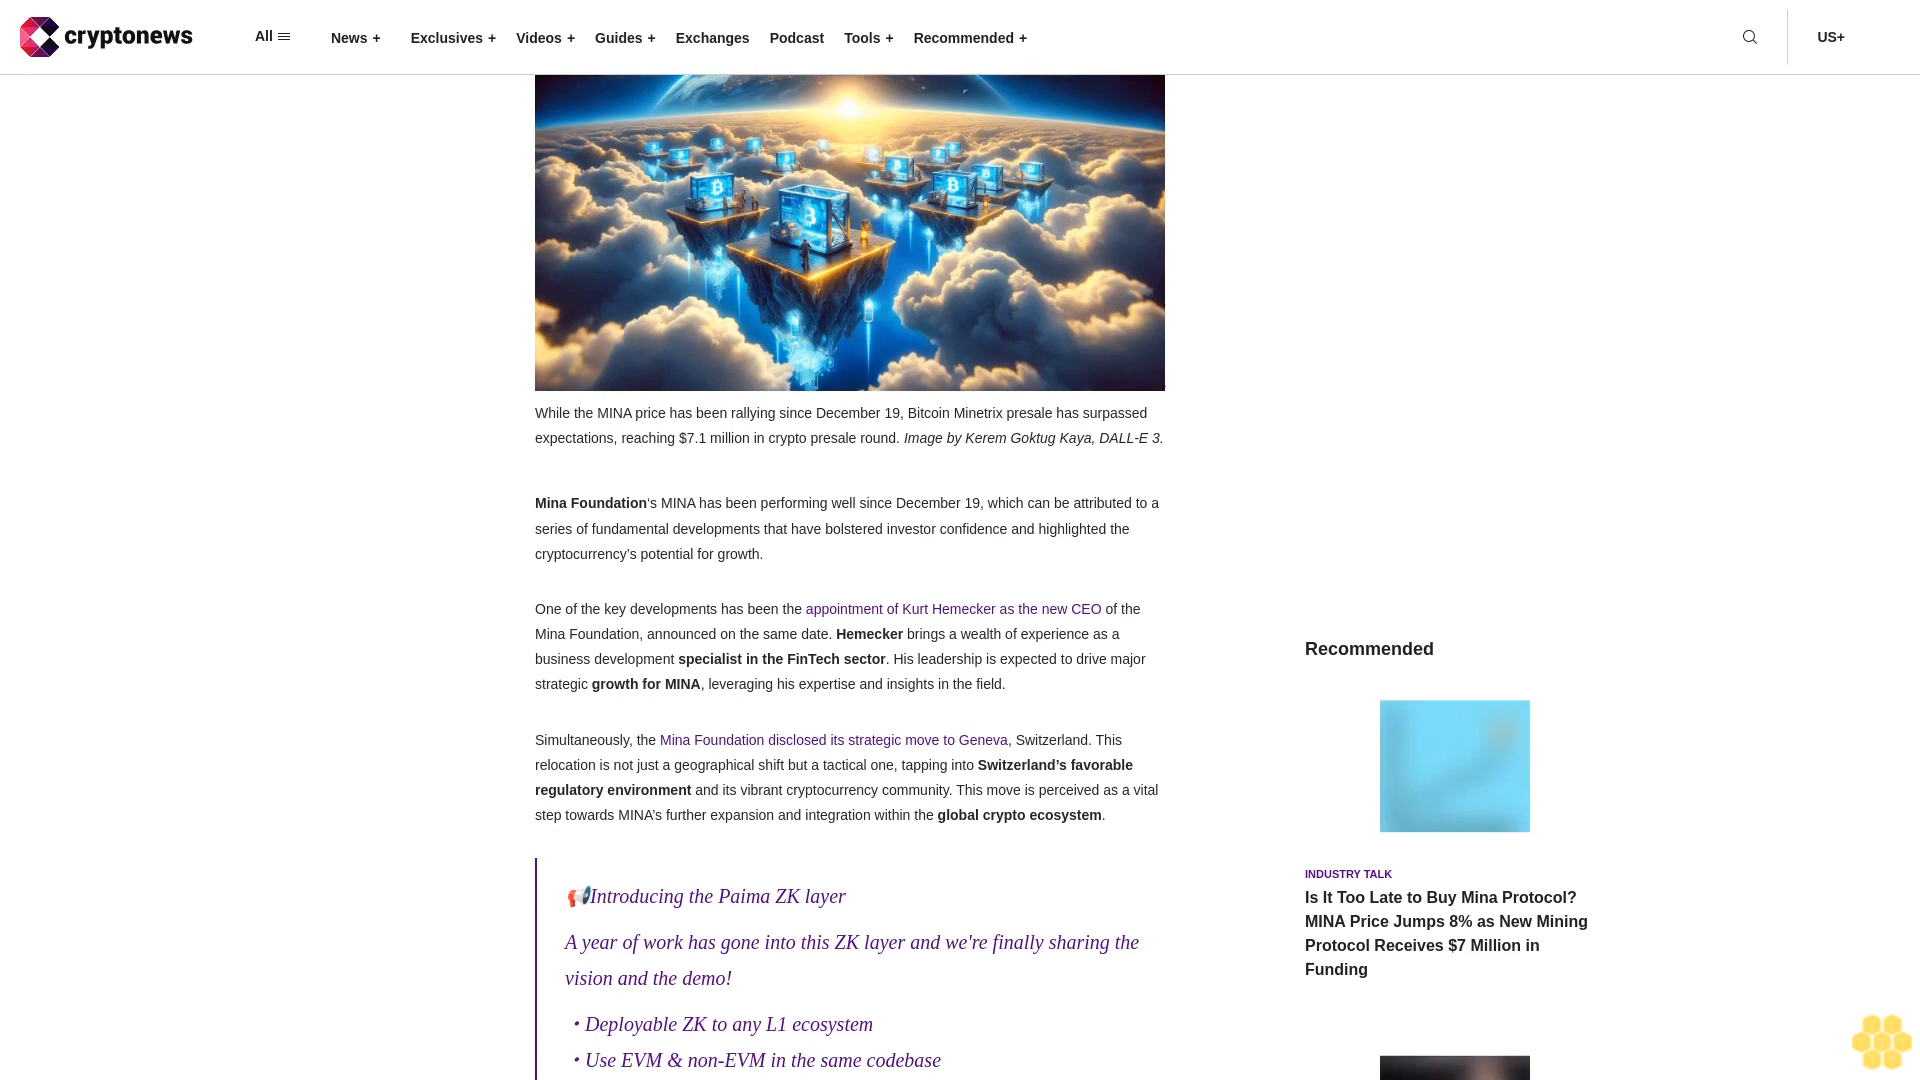 cryptonews
All
News +
Exclusives +
Videos +
Guides +
Exchanges
Podcast
Tools +
Recommended +
US+
While the MINA price has been rallying since December 19, Bitcoin Minetrix presale has surpassed
expectations, reaching $7.1 million in crypto presale round. Image by Kerem Goktug Kaya, DALL-E 3.
Mina Foundation‘s MINA has been performing well since December 19, which can be attributed to a
series of fundamental developments that have bolstered investor confidence and highlighted the
cryptocurrency’s potential for growth.
One of the key developments has been the appointment of Kurt Hemecker as the new CEO of the
Mina Foundation, announced on the same date. Hemecker brings a wealth of experience as a
business development specialist in the FinTech sector. His leadership is expected to drive major
strategic growth for MINA, leveraging his expertise and insights in the field.
Simultaneously, the Mina Foundation disclosed its strategic move to Geneva, Switzerland. This
relocation is not just a geographical shift but a tactical one, tapping into Switzerland’s favorable
regulatory environment and its vibrant cryptocurrency community. This move is perceived as a vital
step towards MINA’s further expansion and integration within the global crypto ecosystem.
📢Introducing the Paima ZK layer
A year of work has gone into this ZK layer and we're finally sharing the
vision and the demo!
・Deployable ZK to any L1 ecosystem
・Use EVM & non-EVM in the same codebase
Recommended
INDUSTRY TALK
Is It Too Late to Buy Mina Protocol?
MINA Price Jumps 8% as New Mining
Protocol Receives $7 Million in
Funding